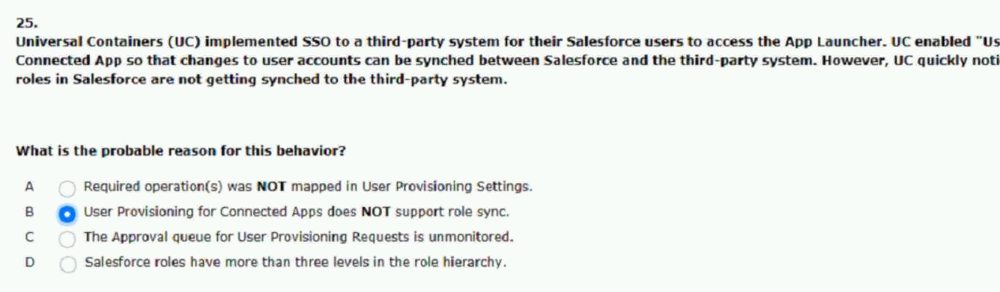 25.
Universal Containers (UC) implemented SSO to a third-party system for their Salesforce users to access the App Launcher. UC enabled "Us
Connected App so that changes to user accounts can be synched between Salesforce and the third-party system. However, UC quickly noti
roles in Salesforce are not getting synched to the third-party system.
What is the probable reason for this behavior?
A Required operation(s) was NOT mapped in User Provisioning Settings.
B User Provisioning for Connected Apps does NOT support role sync.
C The Approval queue for User Provisioning Requests is unmonitored.
D Salesforce roles have more than three levels in the role hierarchy.